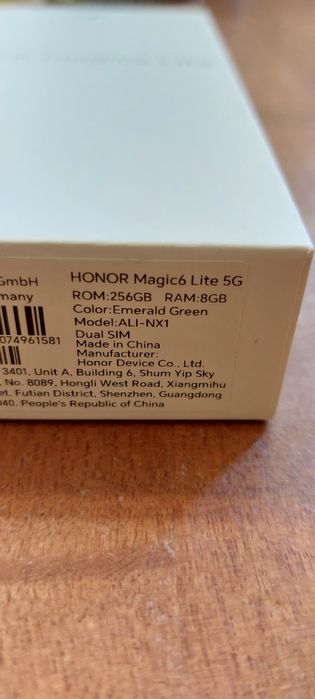 GmbH HONOR Magic6 Lite 5G
many ROM:256GB RAM:8GB
Color:Emerald Green
Model:ALI-NX1
074961581 Dual SIM
Made in China
Manufacturer:
Honor Device Co., Ltd.
3401, Unit A, Building 6, Shum Yip Sky
, No. 8089, Hongli West Road, Xiangmihu
et, Futian District, Shenzhen, Guangdong
040, People's Republic of China